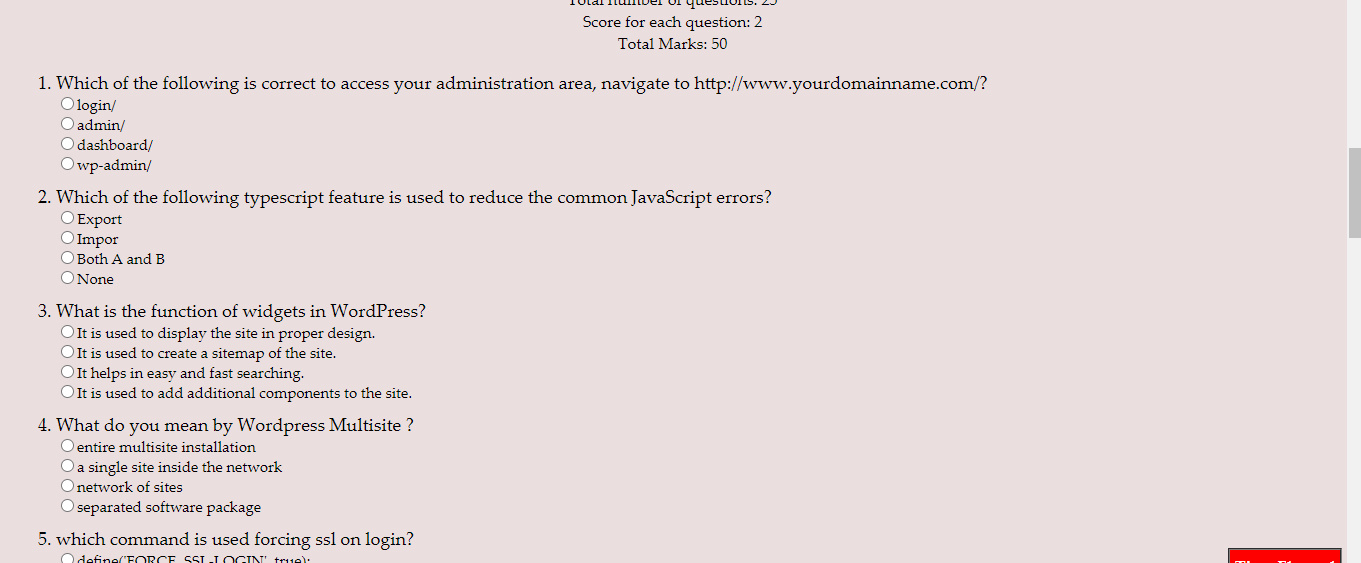 Total number of questions: 25
Score for each question: 2
Total Marks: 50
1. Which of the following is correct to access your administration area, navigate to http://www.yourdomainname.com/?
login/
admin/
dashboard/
wp-admin/
2. Which of the following typescript feature is used to reduce the common JavaScript errors?
Export
Impor
Both A and B
None
3. What is the function of widgets in WordPress?
It is used to display the site in proper design.
It is used to create a sitemap of the site.
It helps in easy and fast searching.
It is used to add additional components to the site.
4. What do you mean by Wordpress Multisite ?
entire multisite installation
a single site inside the network
network of sites
separated software package
5. which command is used forcing ssl on login?
define('FORCE_SSL_LOGIN', true);